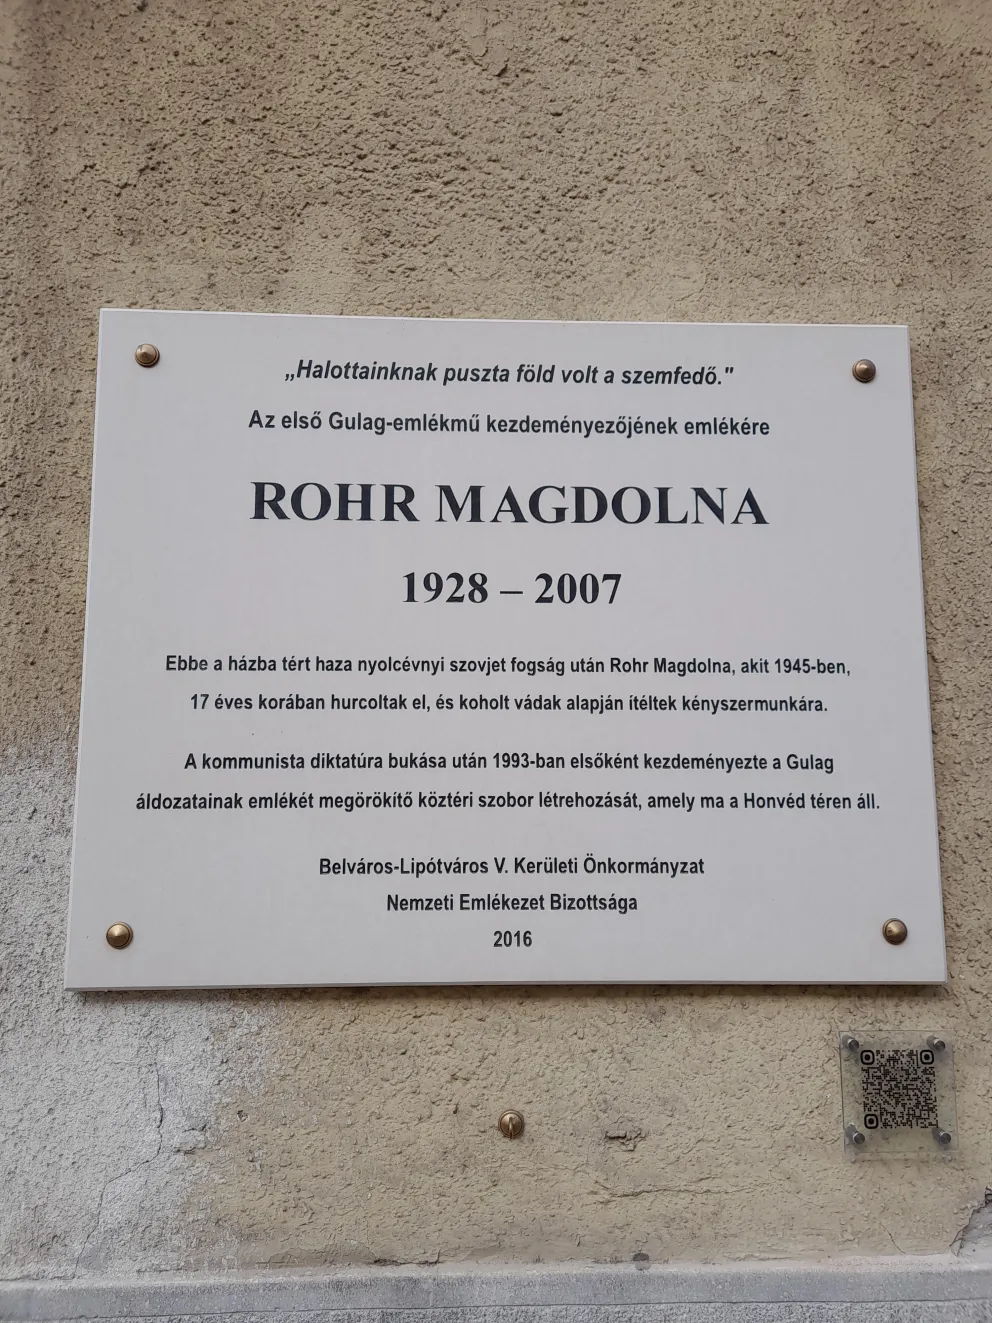 „Halottainknak puszta föld volt a szemfedő."
Az első Gulag-emlékmű kezdeményezőjének emlékére
ROHR MAGDOLNA
1928 – 2007
Ebbe a házba tért haza nyolcévnyi szovjet fogság után Rohr Magdolna, akit 1945-ben,
17 éves korában hurcoltak el, és koholt vádak alapján ítéltek kényszermunkára.
A kommunista diktatúra bukása után 1993-ban elsőként kezdeményezte a Gulag
áldozatainak emlékét megörökítő köztéri szobor létrehozását, amely ma a Honvéd téren áll.
Belváros-Lipótváros V. Kerületi Önkormányzat
Nemzeti Emlékezet Bizottsága
2016